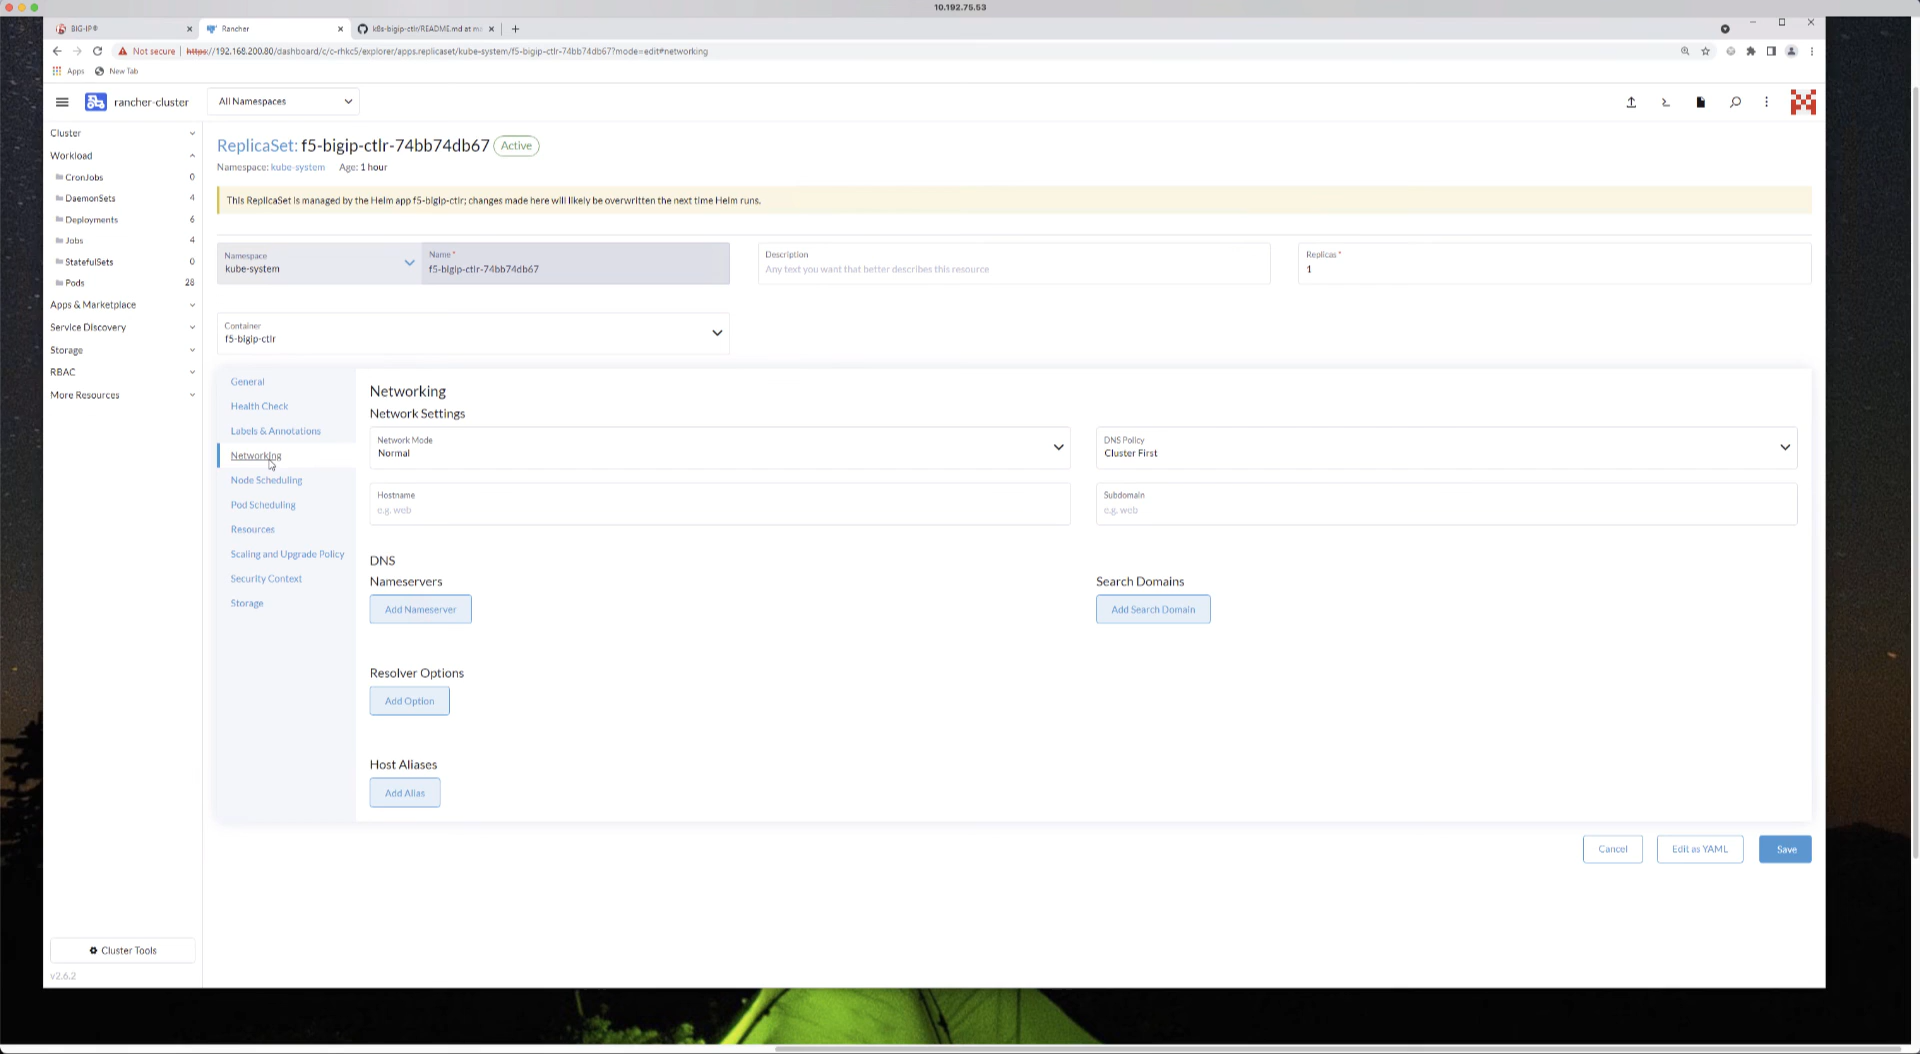 10.192.75.53
BIG-IP®
Rancher
k8s-bigip-ctlr/README.md at m
Not secure
https://192.168.200.80/dashboard/c/c-rhkc5/explorer/apps.replicaset/kube-system/f5-bigip-ctlr-74bb74db67?mode=edit#networking
Apps
New Tab
rancher-cluster
All Namespaces
Cluster
Workload
CronJobs 0
DaemonSets 4
Deployments 6
Jobs 4
StatefulSets 0
Pods 28
Apps & Marketplace
Service Discovery
Storage
RBAC
More Resources
Cluster Tools
v2.6.2
ReplicaSet: f5-bigip-ctlr-74bb74db67 Active
Namespace: kube-system Age: 1 hour
This ReplicaSet is managed by the Helm app f5-bigip-ctlr; changes made here will likely be overwritten the next time Helm runs.
Namespace
kube-system
Name *
f5-bigip-ctlr-74bb74db67
Description
Any text you want that better describes this resource
Replicas *
1
Container
f5-bigip-ctlr
General
Health Check
Labels & Annotations
Networking
Node Scheduling
Pod Scheduling
Resources
Scaling and Upgrade Policy
Security Context
Storage
Networking
Network Settings
Network Mode
Normal
DNS Policy
Cluster First
Hostname
e.g. web
Subdomain
e.g. web
DNS
Nameservers
Add Nameserver
Search Domains
Add Search Domain
Resolver Options
Add Option
Host Aliases
Add Alias
Cancel
Edit as YAML
Save